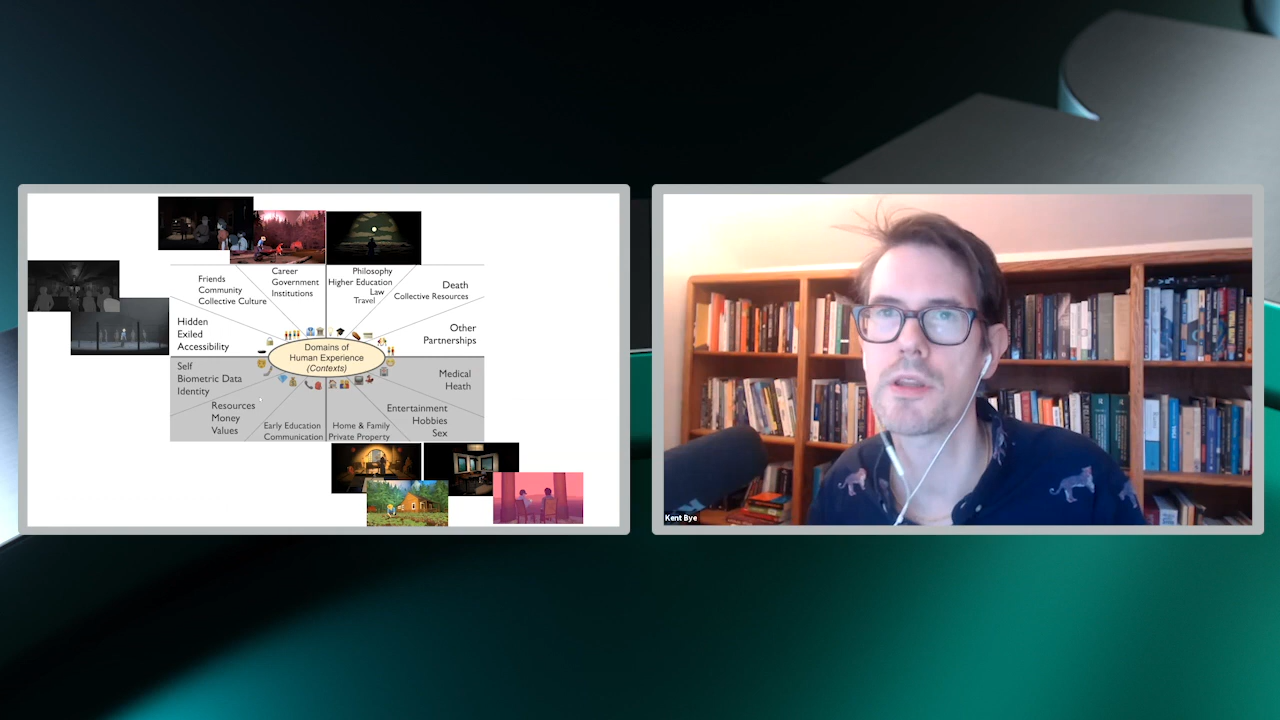 Friends
Community
Collective Culture
Career
Government
Institutions
Philosophy
Higher Education
Law
Travel
Death
Collective Resources
Hidden
Exiled
Accessibility
Other
Partnerships
Domains of
Human Experience
(Contexts)
Self
Biometric Data
Identity
Medical
Heath
Resources
Money
Values
Early Education
Communication
Home & Family
Private Property
Entertainment
Hobbies
Sex
Kent Bye